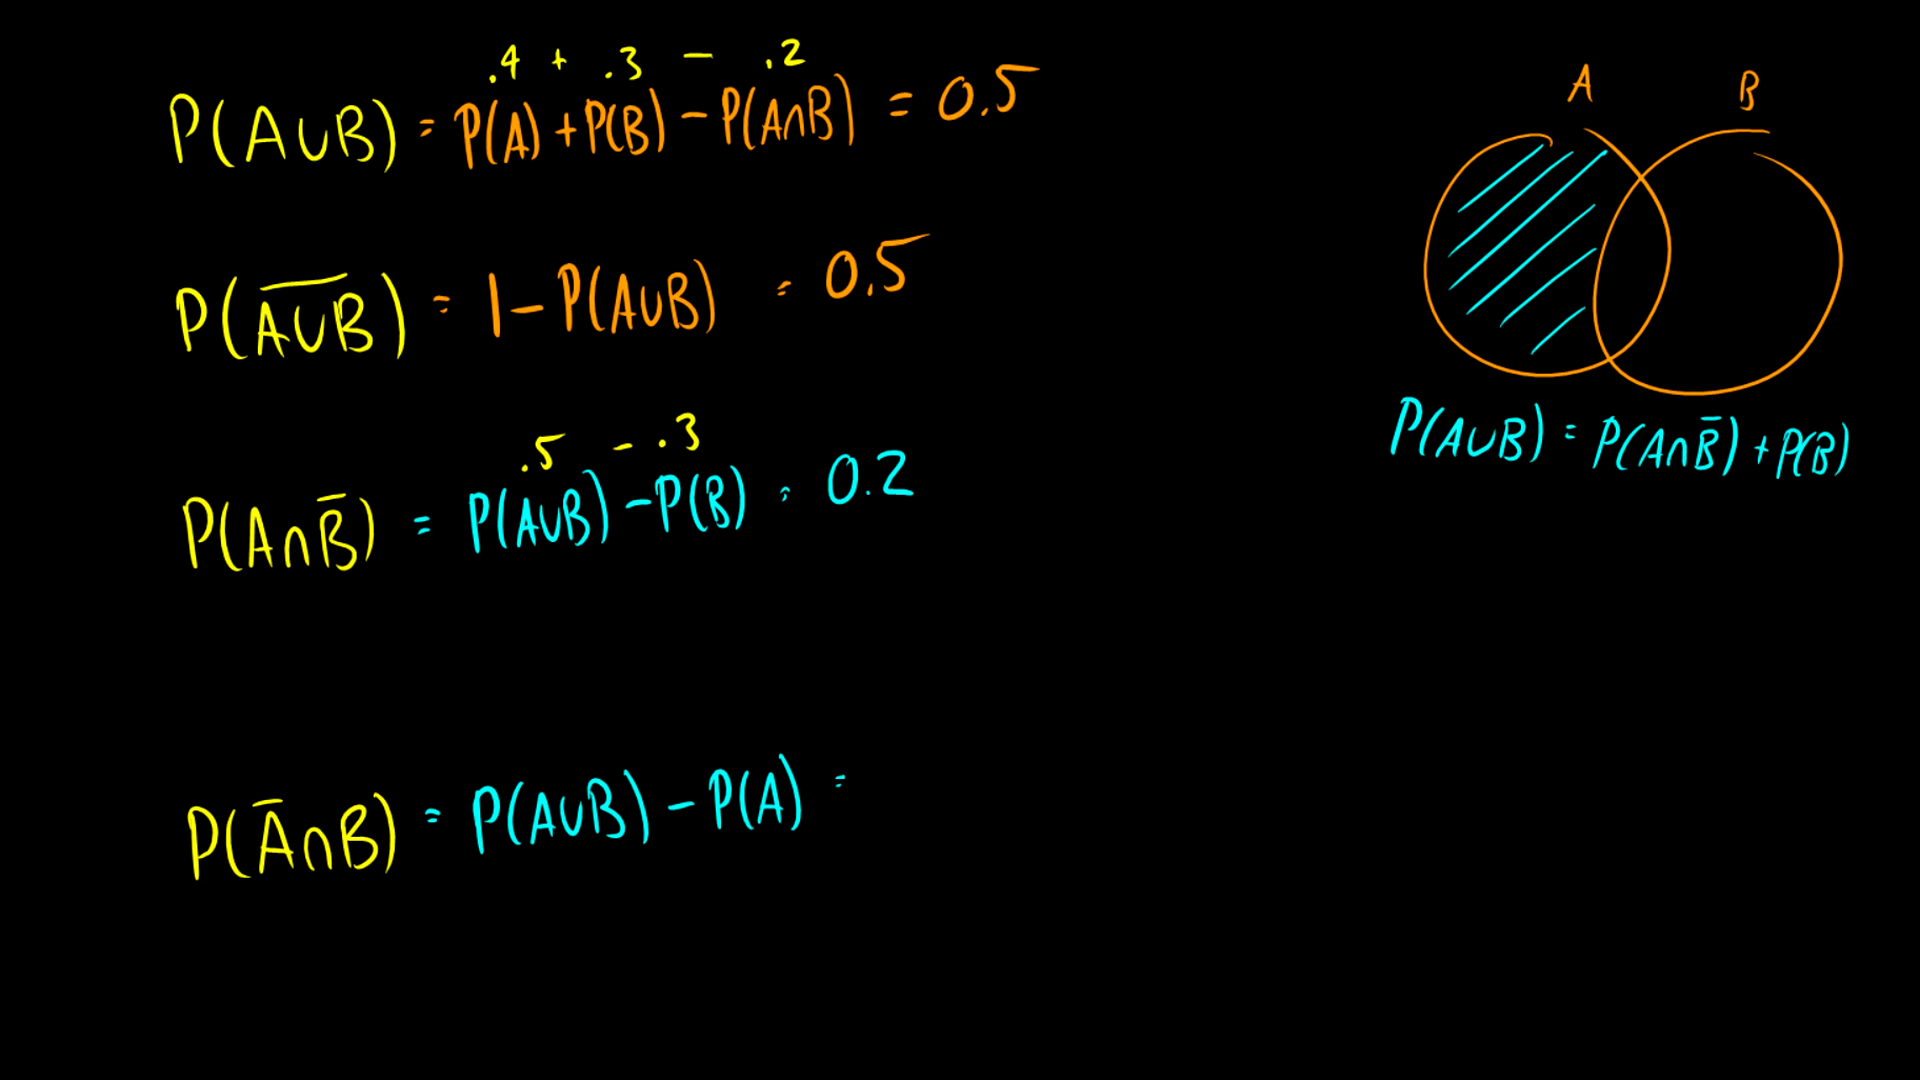 .4 + .3 - .2
P(A∪B) = P(A) + P(B) - P(A∩B) = 0.5
A B
P(A∪B)̅ = 1 - P(A∪B) = 0.5
.5 - .3
P(A∩B̅) = P(A∪B) - P(B) = 0.2
P(A∪B) = P(A∩B̅) + P(B)
P(A̅∩B) = P(A∪B) - P(A) =